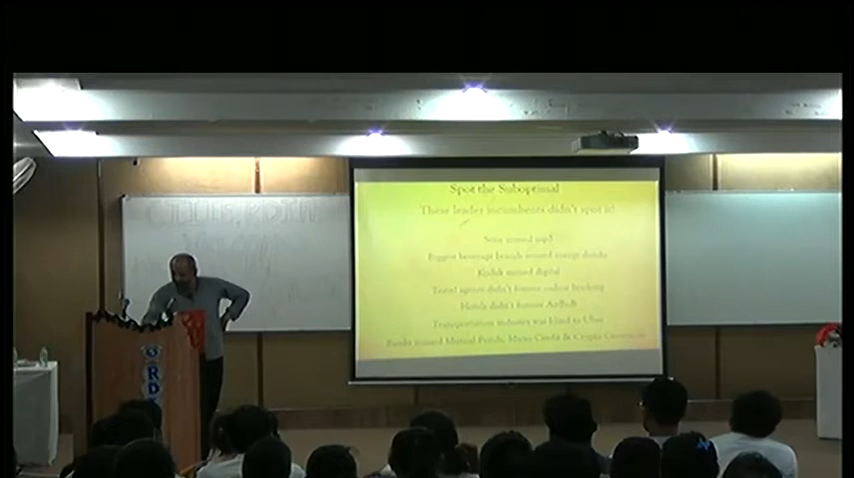 Spot the Suboptimal
These leader incumbents didn't spot it!
Sony missed mp3
Biggest beverage brands missed energy drinks
Kodak missed digital
Travel agents didn't foresee online booking
Hotels didn't foresee AirBnB
Transportation industry was blind to Uber
Banks missed Mutual Funds, Micro Credit & Crypto Currencies